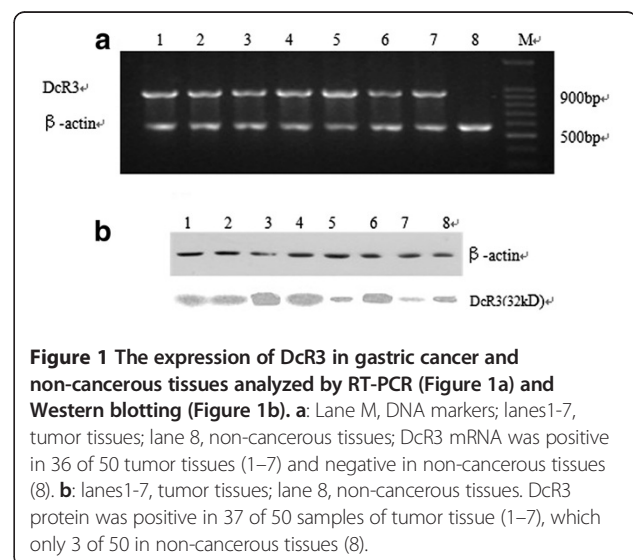 a
1 2 3 4 5 6 7 8 M↵
DcR3↵
900bp↵
β-actin↵
500bp↵
b
1 2 3 4 5 6 7 8↵
β-actin↵
DcR3(32kD)↵
Figure 1 The expression of DcR3 in gastric cancer and
non-cancerous tissues analyzed by RT-PCR (Figure 1a) and
Western blotting (Figure 1b). a: Lane M, DNA markers; lanes1-7,
tumor tissues; lane 8, non-cancerous tissues; DcR3 mRNA was positive
in 36 of 50 tumor tissues (1–7) and negative in non-cancerous tissues
(8). b: lanes1-7, tumor tissues; lane 8, non-cancerous tissues. DcR3
protein was positive in 37 of 50 samples of tumor tissue (1–7), which
only 3 of 50 in non-cancerous tissues (8).